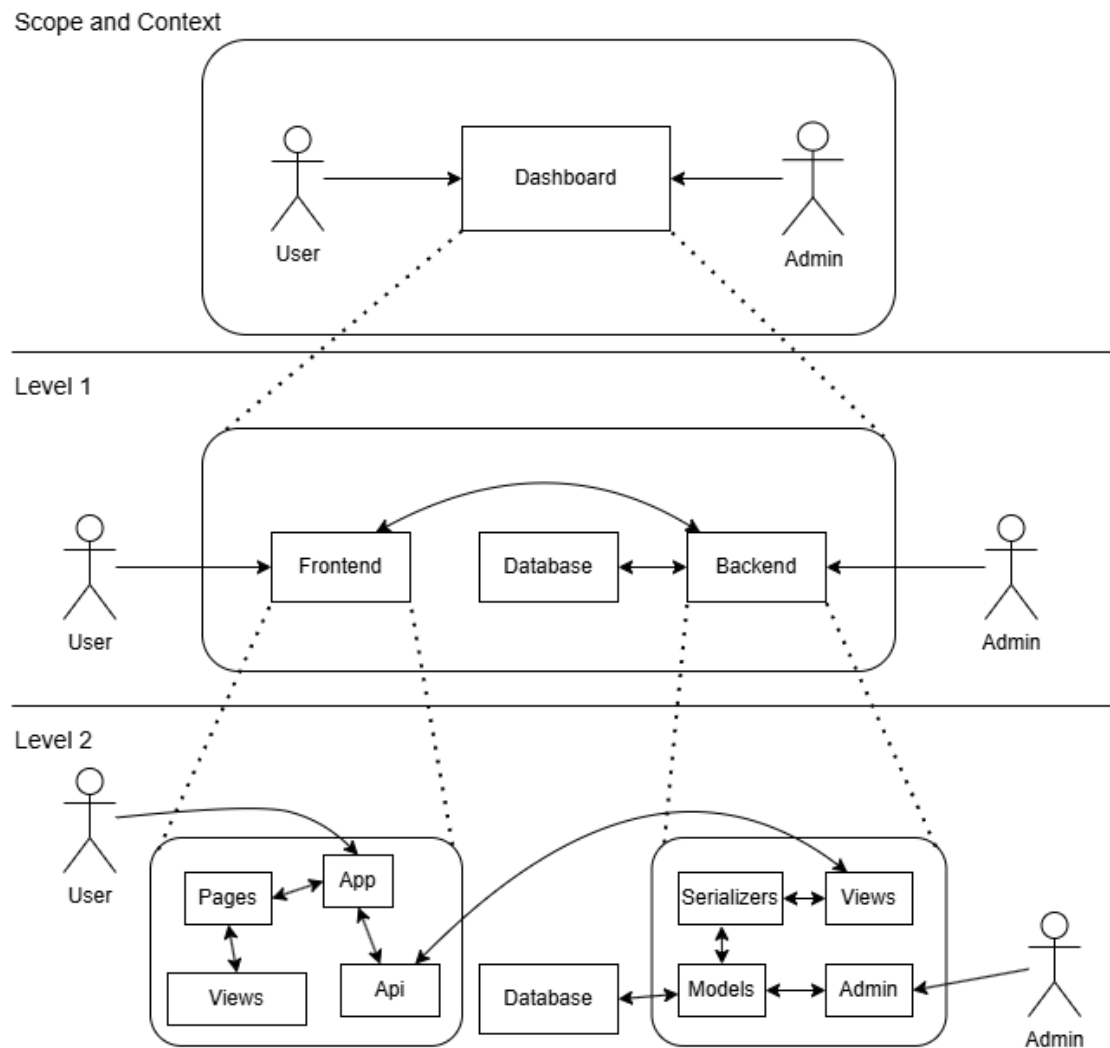 Scope and Context
Dashboard
User
Admin
Level 1
Frontend
Database
Backend
User
Admin
Level 2
User
Pages
App
Views
Api
Serializers
Views
Database
Models
Admin
Admin